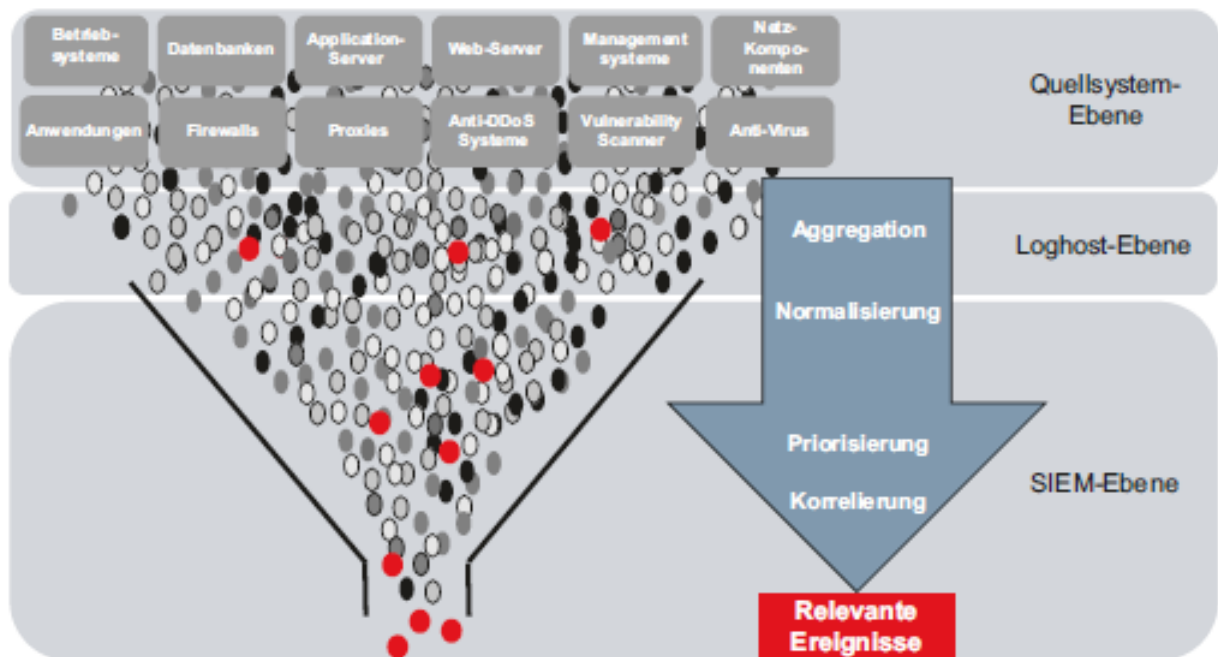 Betrieb-
systeme
Datenbanken
Application-
Server
Web-Server
Management
systeme
Netz-
Kompo-
nenten
Anwendungen
Firewalls
Proxies
Anti-DDoS
Systeme
Vulnerability
Scanner
Anti-Virus
Quellsystem-
Ebene
Aggregation
Loghost-Ebene
Normalisierung
Priorisierung
Korrelierung
SIEM-Ebene
Relevante
Ereignisse